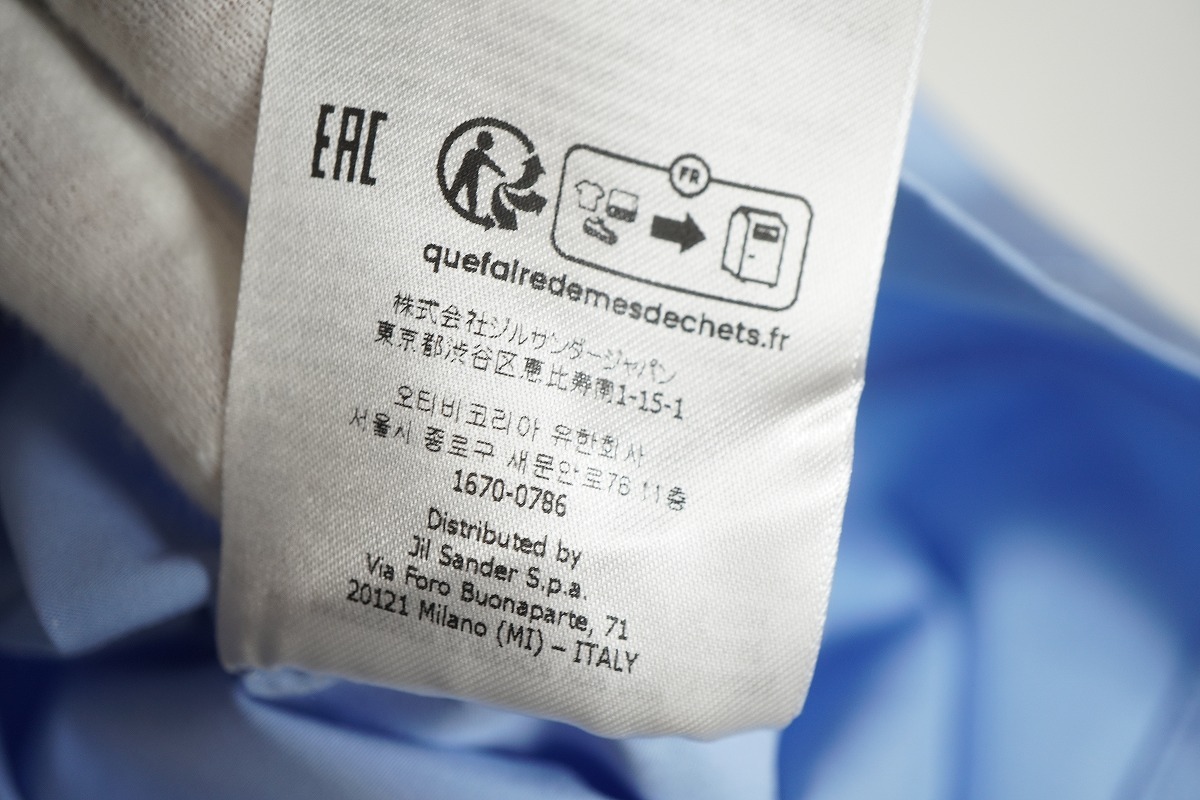 EAC
FR
quefairedemesdechets.fr
株式会社ジルサンダージャパン
東京都渋谷区恵比寿南1-15-1
오티비코리아 유한회사
서울시 종로구 새문안로76 11층
1670-0786
Distributed by
Jil Sander S.p.a.
Via Foro Buonaparte, 71
20121 Milano (MI) – ITALY